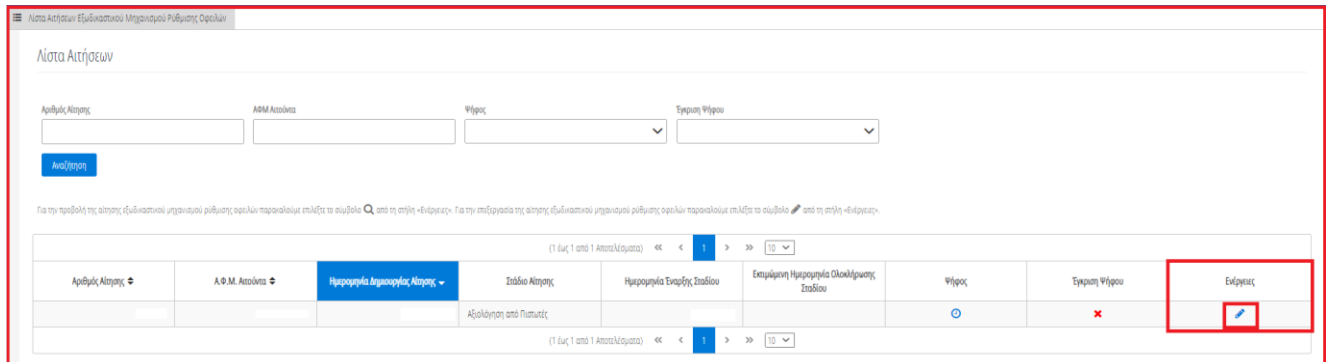 Λίστα Αιτήσεων Εξωδικαστικού Μηχανισμού Ρύθμισης Οφειλών
Λίστα Αιτήσεων
Αριθμός Αίτησης ΑΦΜ Αιτούντα Ψήφος Έγκριση Ψήφου
Αναζήτηση
Για την προβολή της αίτησης εξωδικαστικού μηχανισμού ρύθμισης οφειλών παρακαλούμε επιλέξτε το σύμβολο από τη στήλη «Ενέργειες». Για την επεξεργασία της αίτησης εξωδικαστικού μηχανισμού ρύθμισης οφειλών παρακαλούμε επιλέξτε το σύμβολο από τη στήλη «Ενέργειες».
(1 έως 1 από 1 Αποτελέσματα) 1 10
Αριθμός Αίτησης Α.Φ.Μ. Αιτούντα Ημερομηνία Δημιουργίας Αίτησης Στάδιο Αίτησης Ημερομηνία Έναρξης Σταδίου Εκτιμώμενη Ημερομηνία Ολοκλήρωσης Σταδίου Ψήφος Έγκριση Ψήφου Ενέργειες
Αξιολόγηση από Πιστωτές
(1 έως 1 από 1 Αποτελέσματα) 1 10